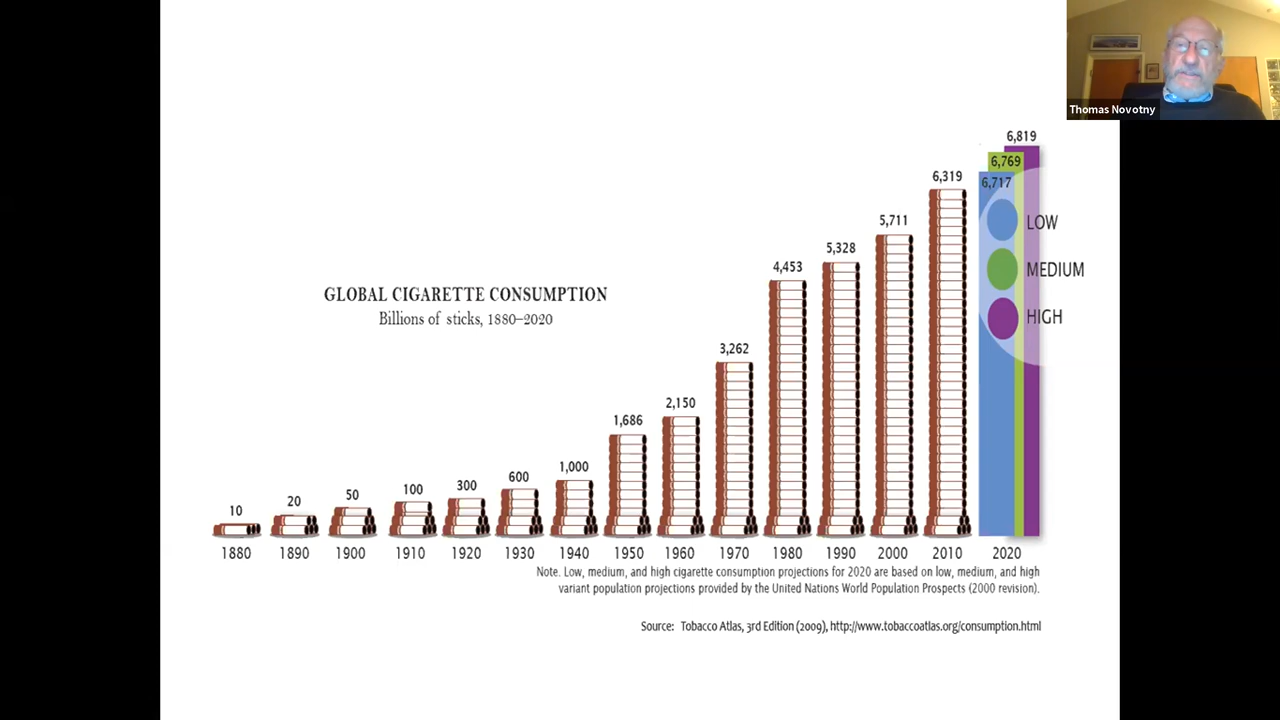 Thomas Novotny
6,819
6,769
6,717
6,319
5,711
5,328
4,453
3,262
2,150
1,686
1,000
600
300
100
50
20
10
LOW
MEDIUM
HIGH
GLOBAL CIGARETTE CONSUMPTION
Billions of sticks, 1880–2020
1880 1890 1900 1910 1920 1930 1940 1950 1960 1970 1980 1990 2000 2010 2020
Note. Low, medium, and high cigarette consumption projections for 2020 are based on low, medium, and high
variant population projections provided by the United Nations World Population Prospects (2000 revision).
Source: Tobacco Atlas, 3rd Edition (2009), http://www.tobaccoatlas.org/consumption.html